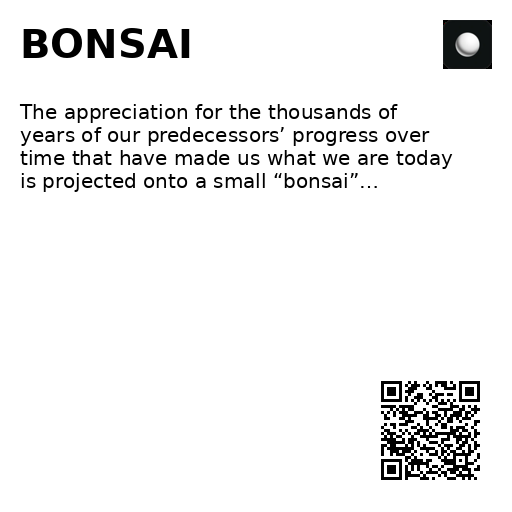 BONSAI
The appreciation for the thousands of
years of our predecessors’ progress over
time that have made us what we are today
is projected onto a small “bonsai”…